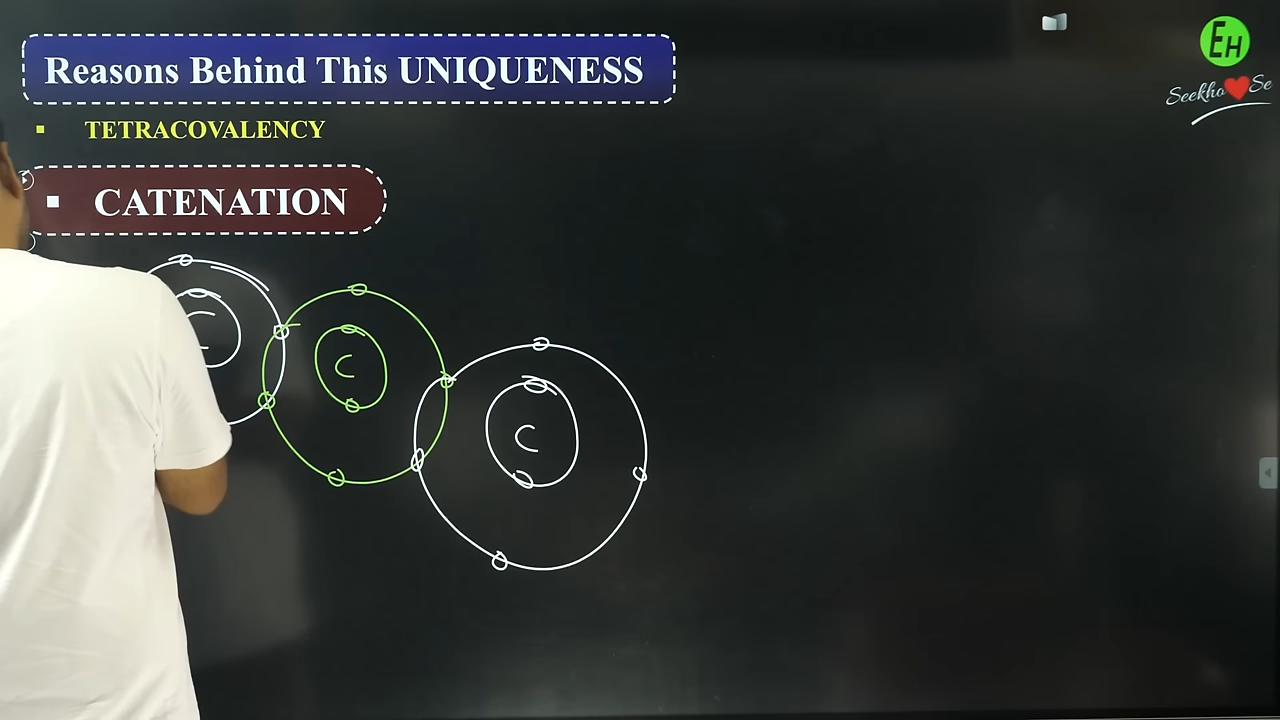 Reasons Behind This UNIQUENESS
▪ TETRACOVALENCY
▪ CATENATION
C
C
C
EH
Seekho❤️Se